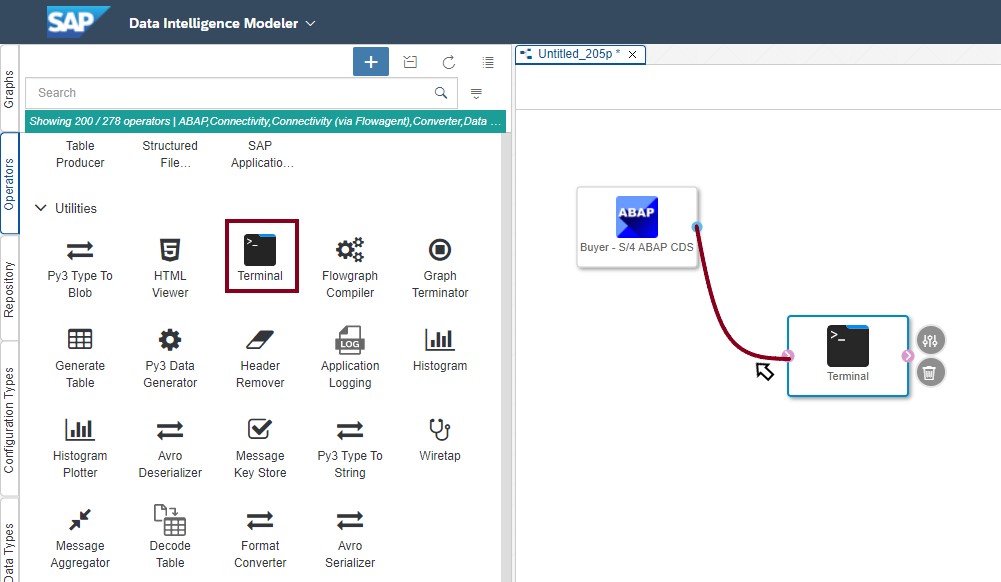 SAP Data Intelligence Modeler
Untitled_205p *
Graphs
Operators
Repository
Configuration Types
Data Types
Search
Showing 200 / 278 operators | ABAP,Connectivity,Connectivity (via Flowagent),Converter,Data ...
Table
Producer
Structured
File...
SAP
Applicatio...
Utilities
Py3 Type To
Blob
HTML
Viewer
>_
Terminal
Flowgraph
Compiler
Graph
Terminator
Generate
Table
Py3 Data
Generator
Header
Remover
LOG
Application
Logging
Histogram
Histogram
Plotter
Avro
Deserializer
Message
Key Store
Py3 Type To
String
Wiretap
Message
Aggregator
Decode
Table
Format
Converter
Avro
Serializer
ABAP
Buyer - S/4 ABAP CDS
>_
Terminal